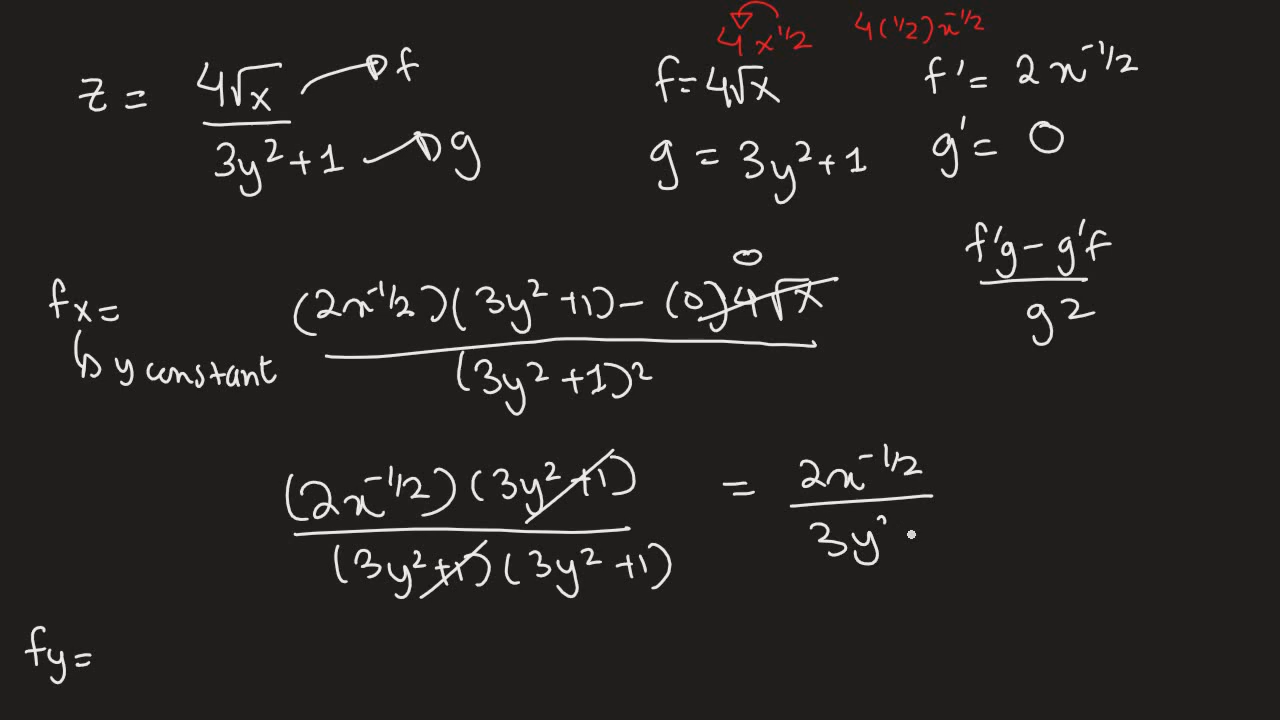 4x^1/2 4(1/2)x^-1/2
z = 4√x / 3y²+1 → f → g
f = 4√x f' = 2x^-1/2
g = 3y²+1 g' = 0
f'g - g'f / g²
fx = (2x^-1/2)(3y²+1) - (0)4√x / (3y²+1)²
0
↳ y constant
(2x^-1/2)(3y²+1) / (3y²+1)(3y²+1) = 2x^-1/2 / 3y²
fy =